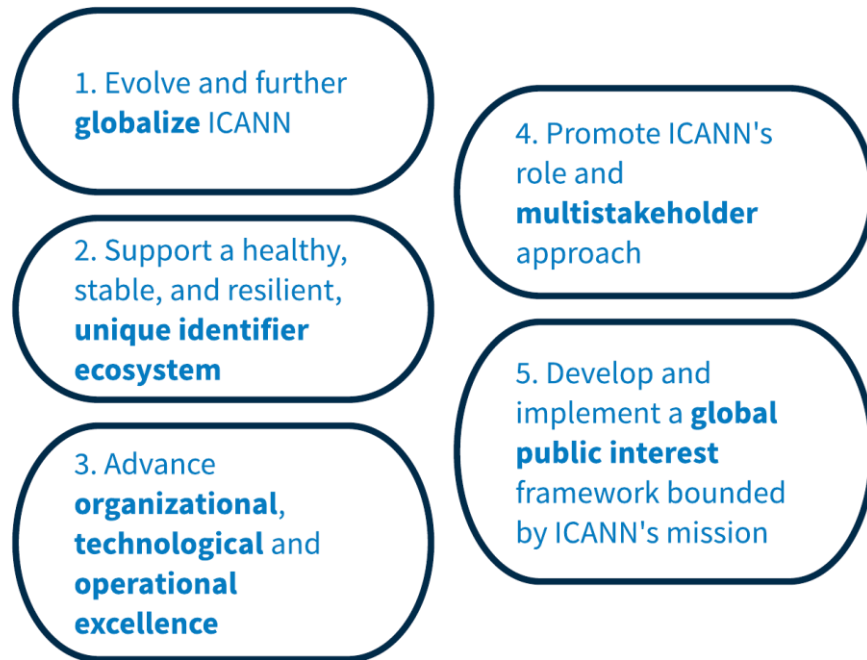 1. Evolve and further
globalize ICANN
2. Support a healthy,
stable, and resilient,
unique identifier
ecosystem
3. Advance
organizational,
technological and
operational
excellence
4. Promote ICANN's
role and
multistakeholder
approach
5. Develop and
implement a global
public interest
framework bounded
by ICANN's mission